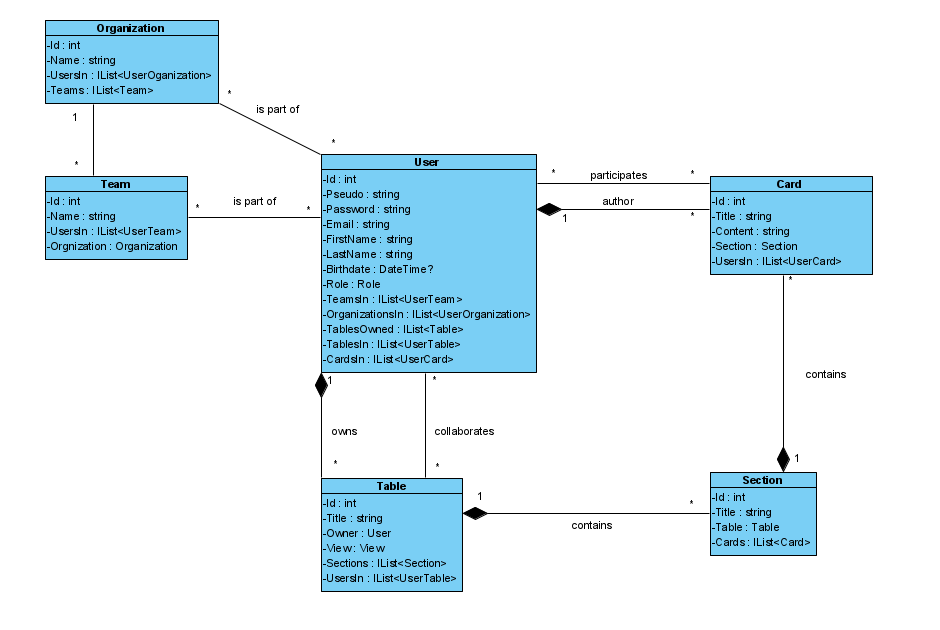 Organization
-Id : int
-Name : string
-UsersIn : IList<UserOganization>
-Teams : IList<Team>
1
*
*
is part of
*
Team
-Id : int
-Name : string
-UsersIn : IList<UserTeam>
-Orgnization : Organization
*
is part of
*
User
-Id : int
-Pseudo : string
-Password : string
-Email : string
-FirstName : string
-LastName : string
-Birthdate : DateTime?
-Role : Role
-TeamsIn : IList<UserTeam>
-OrganizationsIn : IList<UserOrganization>
-TablesOwned : IList<Table>
-TablesIn : IList<UserTable>
-CardsIn : IList<UserCard>
*
participates
*
1
author
*
Card
-Id : int
-Title : string
-Content : string
-Section : Section
-UsersIn : IList<UserCard>
*
contains
1
1
owns
*
*
collaborates
*
Table
-Id : int
-Title : string
-Owner : User
-View : View
-Sections : IList<Section>
-UsersIn : IList<UserTable>
1
contains
*
Section
-Id : int
-Title : string
-Table : Table
-Cards : IList<Card>